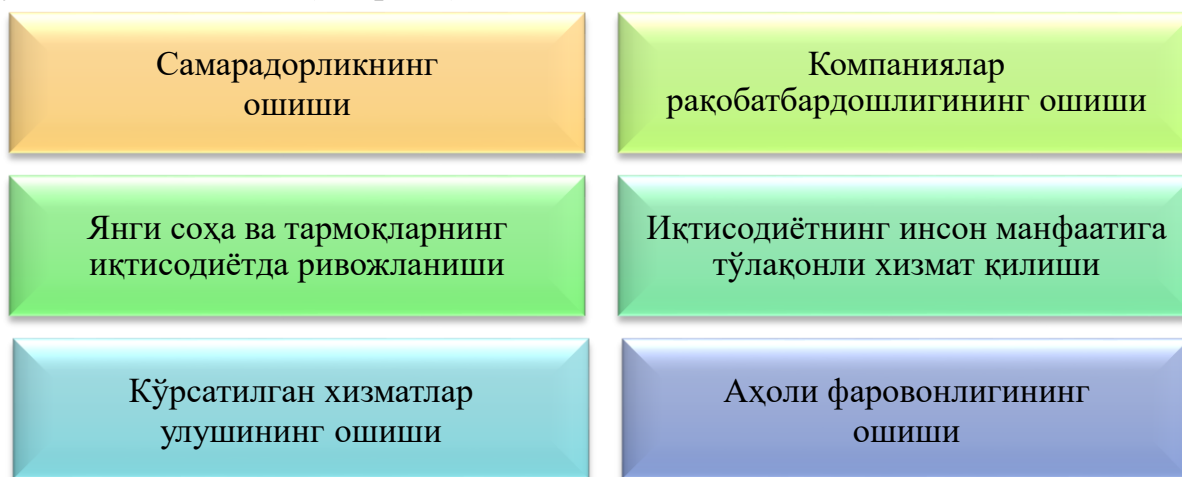 Самарадорликнинг
ошиши
Компаниялар
рақобатбардошлигининг ошиши
Янги соҳа ва тармоқларнинг
иқтисодиётда ривожланиши
Иқтисодиётнинг инсон манфаатига
тўлақонли хизмат қилиши
Кўрсатилган хизматлар
улушининг ошиши
Аҳоли фаровонлигининг
ошиши